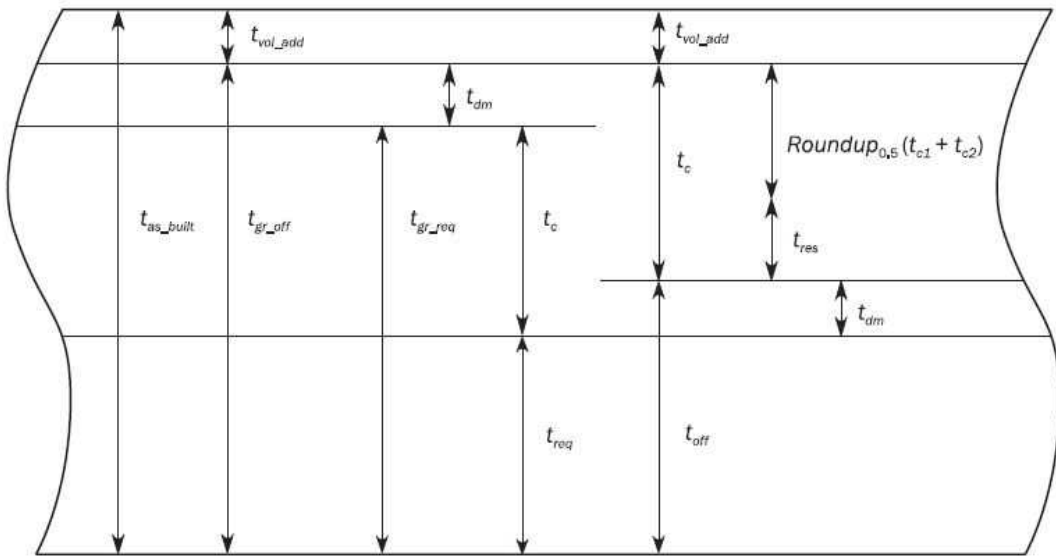 t_vol_add t_vol_add
t_dm
Roundup_0,5 (t_c1 + t_c2)
t_c
t_as_built t_gr_off t_gr_req t_c
t_res
t_dm
t_req t_off